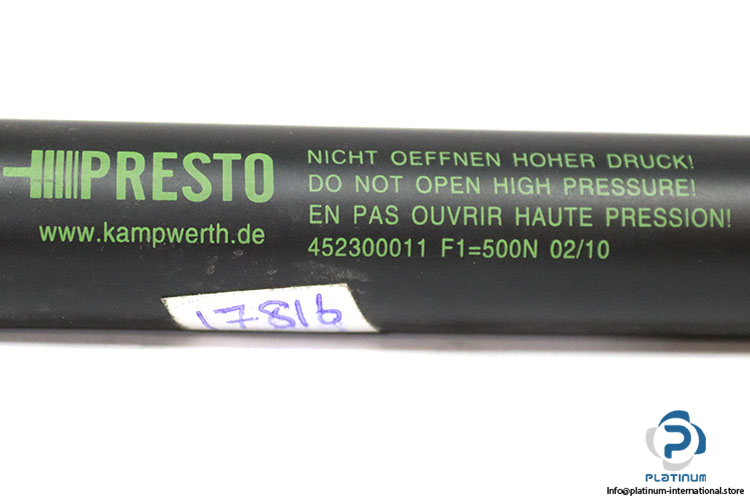 PRESTO
www.kampwerth.de
NICHT OEFFNEN HOHER DRUCK!
DO NOT OPEN HIGH PRESSURE!
EN PAS OUVRIR HAUTE PRESSION!
452300011 F1=500N 02/10
17816
PLATINUM
Info@platinum-international.store